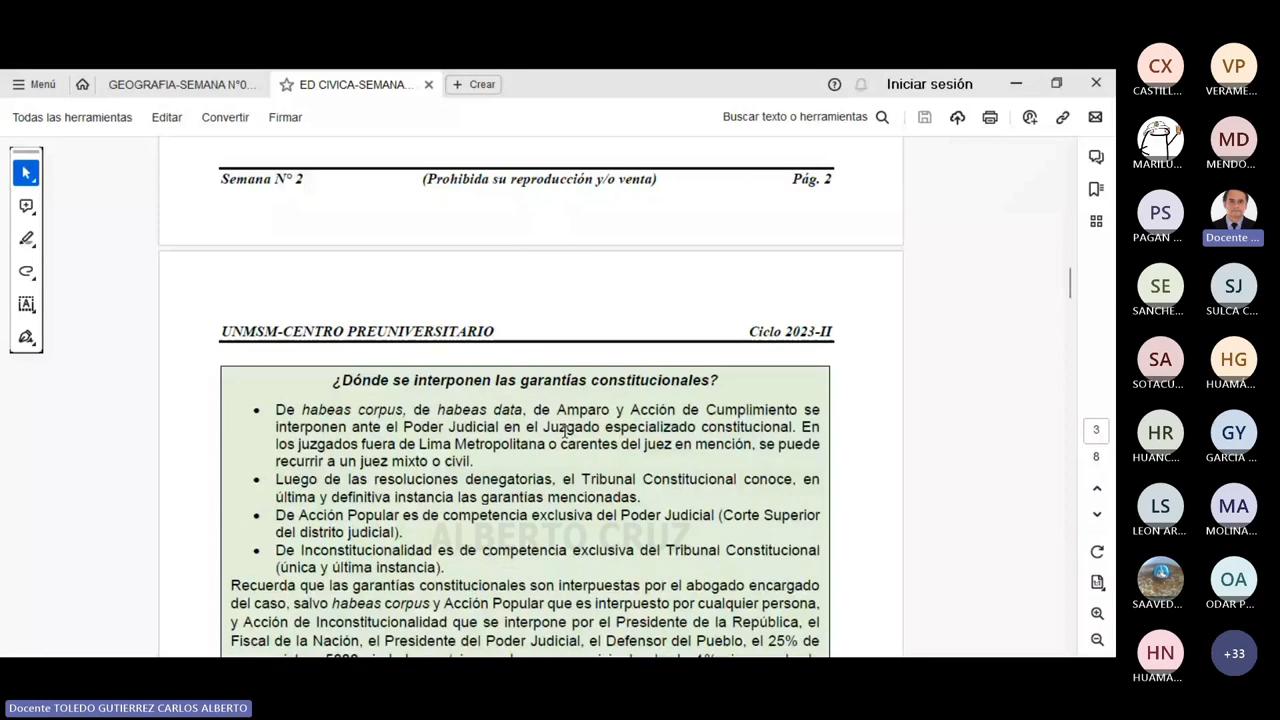 Menú
GEOGRAFIA-SEMANA N°0...
ED CIVICA-SEMANA...
Crear
Iniciar sesión
Todas las herramientas
Editar
Convertir
Firmar
Buscar texto o herramientas
Semana N° 2 (Prohibida su reproducción y/o venta) Pág. 2
UNMSM-CENTRO PREUNIVERSITARIO Ciclo 2023-II
¿Dónde se interponen las garantías constitucionales?
• De habeas corpus, de habeas data, de Amparo y Acción de Cumplimiento se
interponen ante el Poder Judicial en el Juzgado especializado constitucional. En
los juzgados fuera de Lima Metropolitana o carentes del juez en mención, se puede
recurrir a un juez mixto o civil.
• Luego de las resoluciones denegatorias, el Tribunal Constitucional conoce, en
última y definitiva instancia las garantías mencionadas.
• De Acción Popular es de competencia exclusiva del Poder Judicial (Corte Superior
del distrito judicial).
ALBERTO CRUZ
• De Inconstitucionalidad es de competencia exclusiva del Tribunal Constitucional
(única y última instancia).
Recuerda que las garantías constitucionales son interpuestas por el abogado encargado
del caso, salvo habeas corpus y Acción Popular que es interpuesto por cualquier persona,
y Acción de Inconstitucionalidad que se interpone por el Presidente de la República, el
Fiscal de la Nación, el Presidente del Poder Judicial, el Defensor del Pueblo, el 25% de
3
8
CX
CASTILL...
VP
VERAME...
MARILÚ...
MD
MENDO...
PS
PAGAN ...
Docente ...
SE
SANCHE...
SJ
SULCA C...
SA
SOTACU...
HG
HUAMÁ...
HR
HUANC...
GY
GARCIA ...
LS
LEON AR...
MA
MOLINA...
SAAVED...
OA
ODAR P...
HN
HUAMA...
+33
Docente TOLEDO GUTIERREZ CARLOS ALBERTO